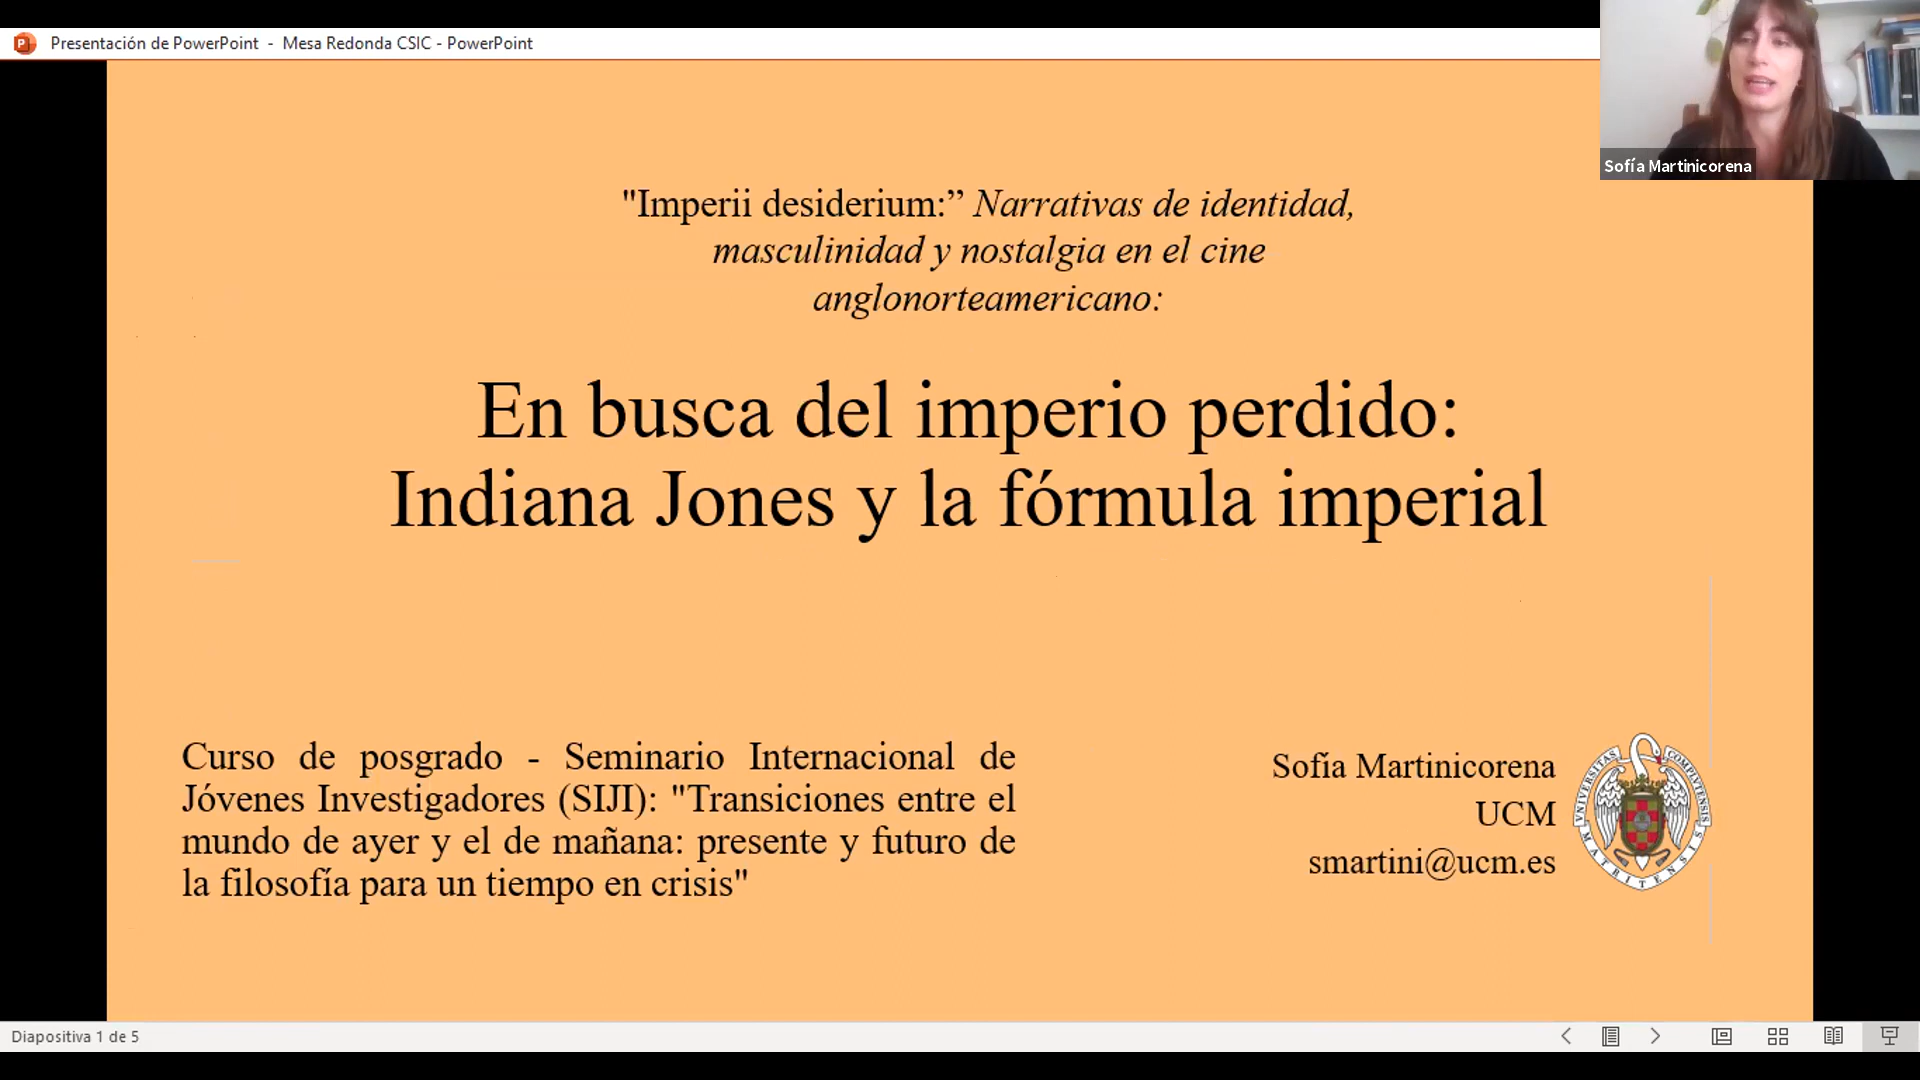 Presentación de PowerPoint - Mesa Redonda CSIC - PowerPoint
Sofía Martinicorena
"Imperii desiderium:” Narrativas de identidad,
masculinidad y nostalgia en el cine
anglonorteamericano:
En busca del imperio perdido:
Indiana Jones y la fórmula imperial
Curso de posgrado - Seminario Internacional de
Jóvenes Investigadores (SIJI): "Transiciones entre el
mundo de ayer y el de mañana: presente y futuro de
la filosofía para un tiempo en crisis"
Sofía Martinicorena
UCM
smartini@ucm.es
VNIVERSITAS COMPLVTENSIS
MATRITENSIS
Diapositiva 1 de 5